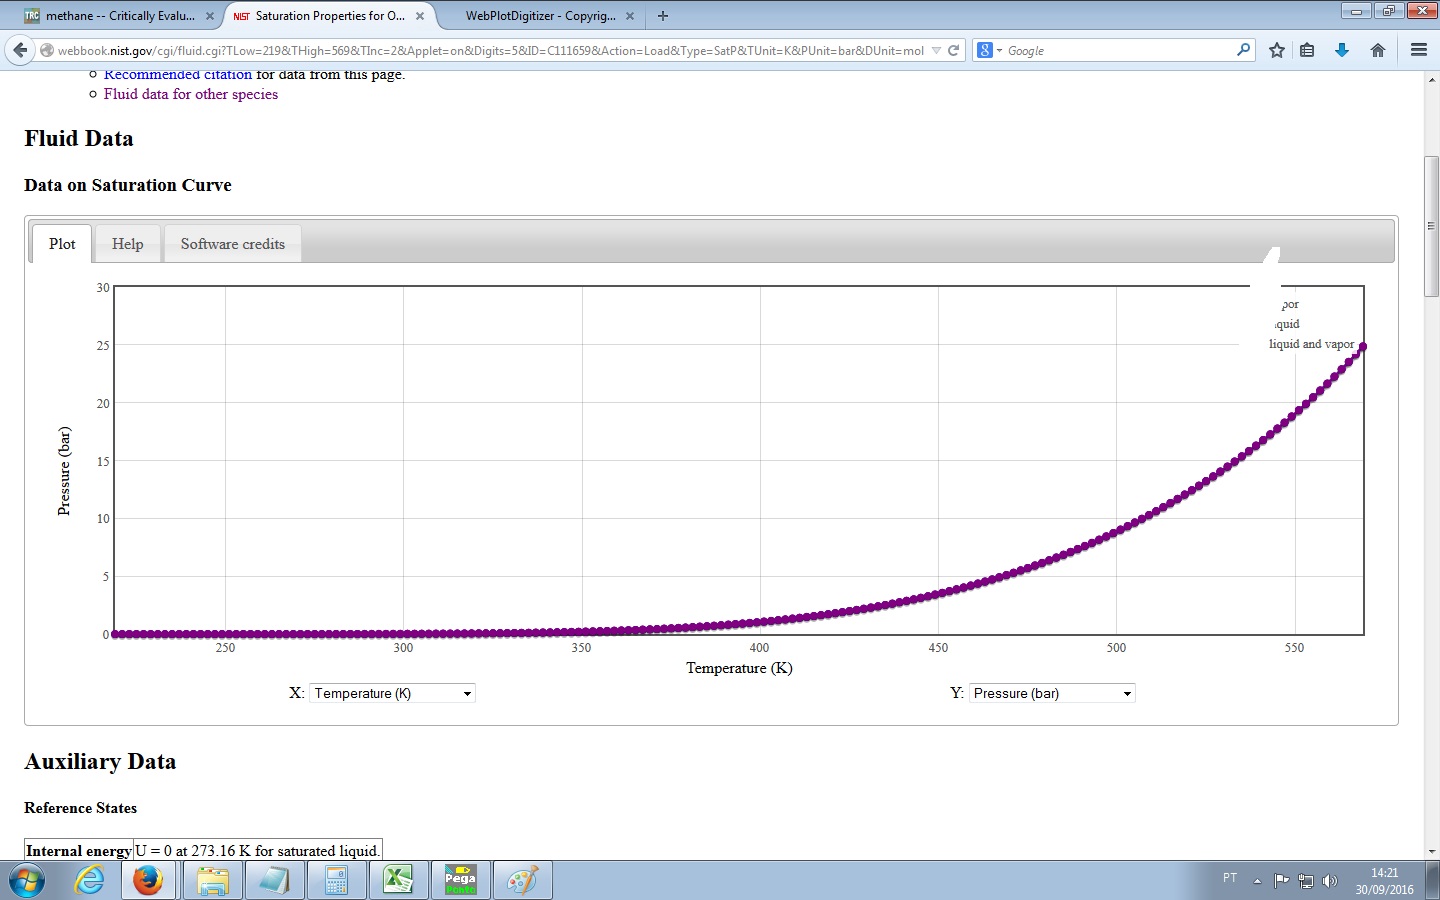 methane -- Critically Evalu...
NIST Saturation Properties for O...
WebPlotDigitizer - Copyrig...
webbook.nist.gov/cgi/fluid.cgi?TLow=219&THigh=569&TInc=2&Applet=on&Digits=5&ID=C111659&Action=Load&Type=SatP&TUnit=K&PUnit=bar&DUnit=mol
Google
Recommended citation for data from this page.
Fluid data for other species
Fluid Data
Data on Saturation Curve
Plot Help Software credits
30
25
20
15
10
5
0
Pressure (bar)
por
quid
liquid and vapor
250 300 350 400 450 500 550
Temperature (K)
X: Temperature (K)
Y: Pressure (bar)
Auxiliary Data
Reference States
Internal energy U = 0 at 273.16 K for saturated liquid.
Pega
Ponto
PT
14:21
30/09/2016